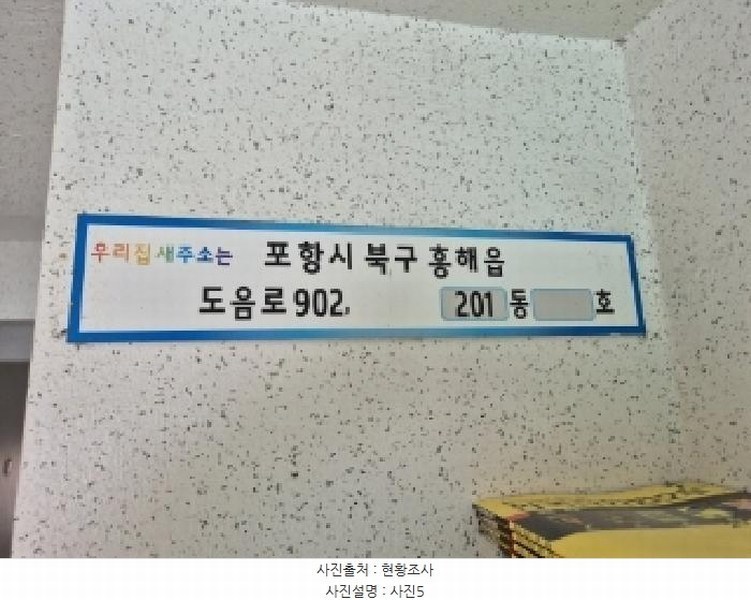 우리집 새주소는 포항시 북구 흥해읍
도음로 902, 201 동 호
사진출처 : 현황조사
사진설명 : 사진5